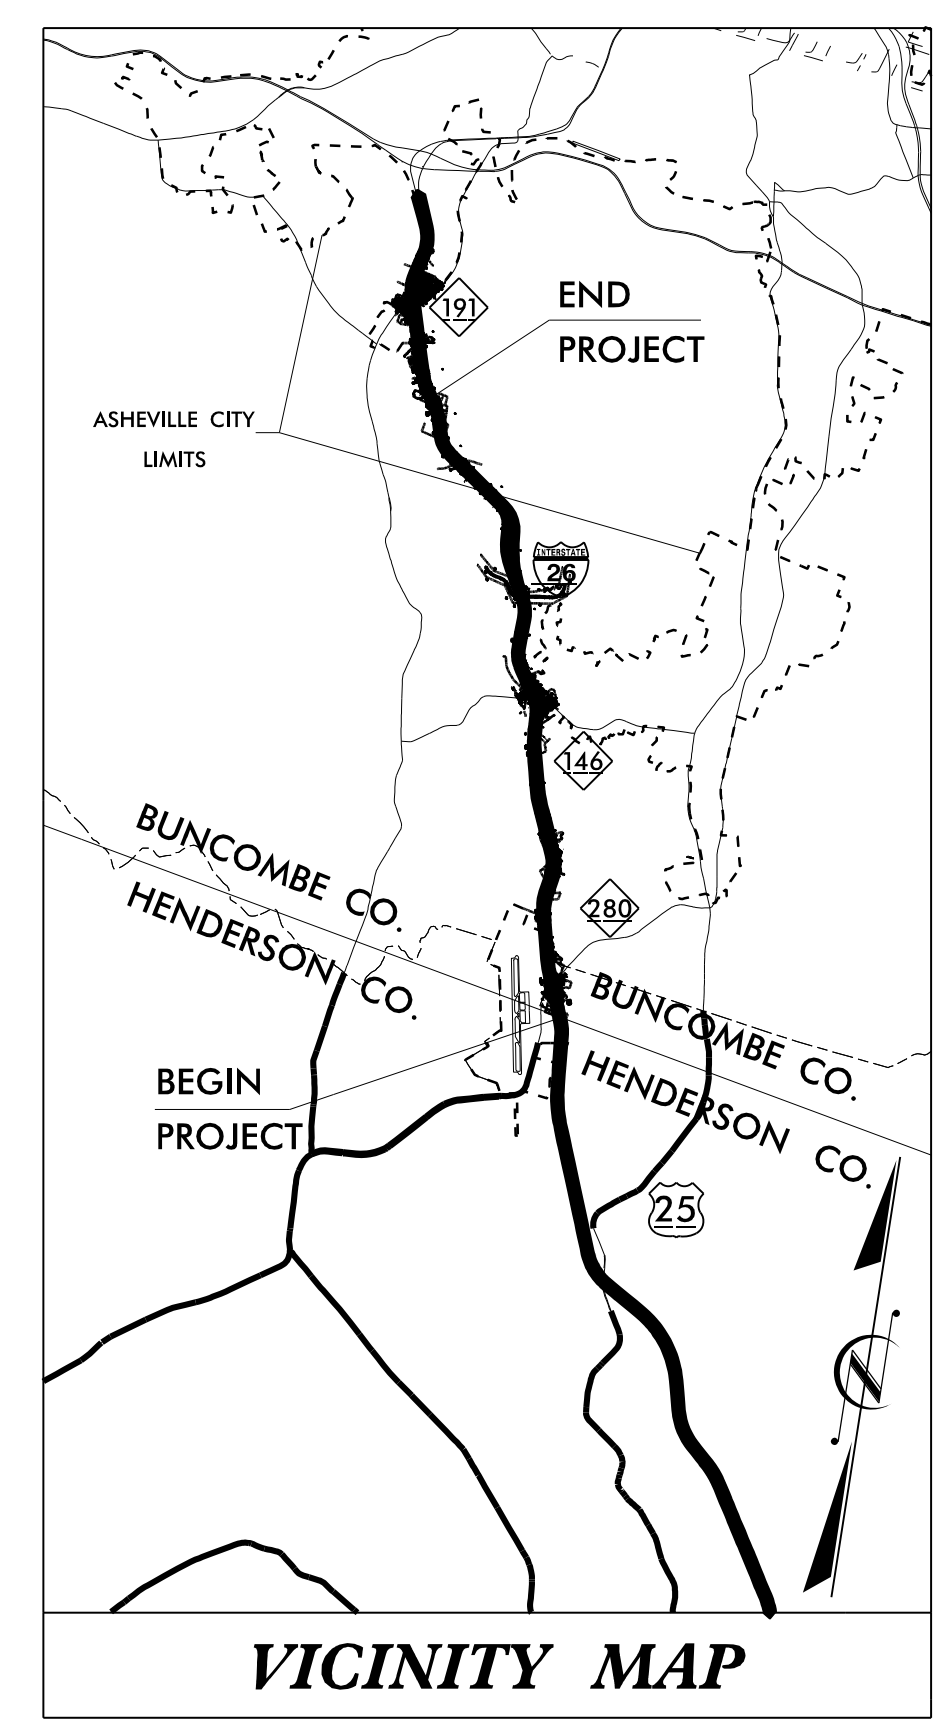 191
END
PROJECT
ASHEVILLE CITY
LIMITS
INTERSTATE
26
146
BUNCOMBE CO.
HENDERSON CO.
280
BUNCOMBE CO.
HENDERSON CO.
BEGIN
PROJECT
25
N
VICINITY MAP